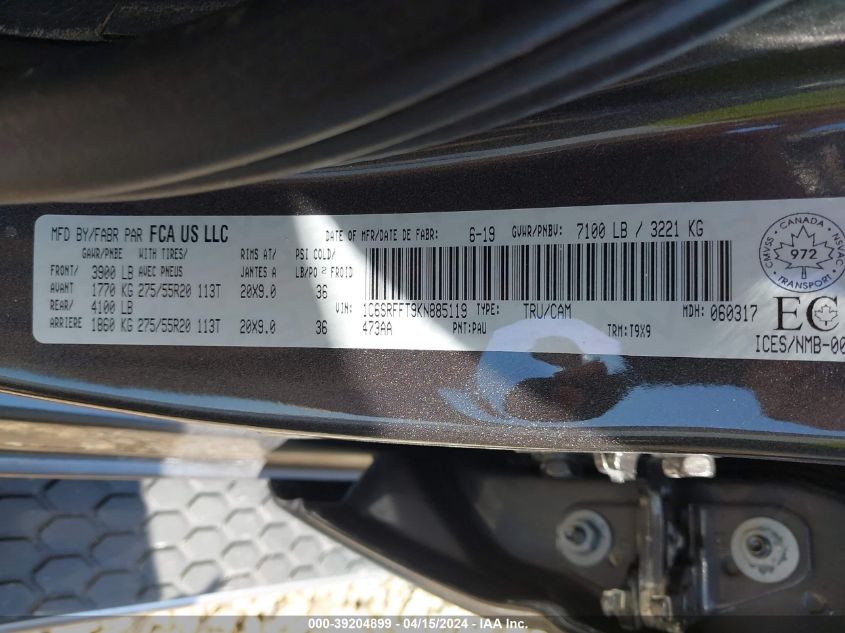 MFD BY/FABR PAR FCA US LLC DATE OF MFR/DATE DE FABR: 6-19 GVWR/PNBV: 7100 LB / 3221 KG
GAWR/PNBE WITH TIRES/ RIMS AT/ PSI COLD/
FRONT/ 3900 LB AVEC PNEUS JANTES A LB/PO² FROID
AVANT 1770 KG 275/55R20 113T 20X9.0 36
REAR/ 4100 LB
ARRIERE 1860 KG 275/55R20 113T 20X9.0 36
VIN: 1C6SRFFT9KN885119 TYPE: TRU/CAM MDH: 060317
473AA PNT:PAU TRM:T9X9
CMVSS CANADA NSVAC
972
TRANSPORT
EC
ICES/NMB-00
000-39204899 - 04/15/2024 - IAA Inc.